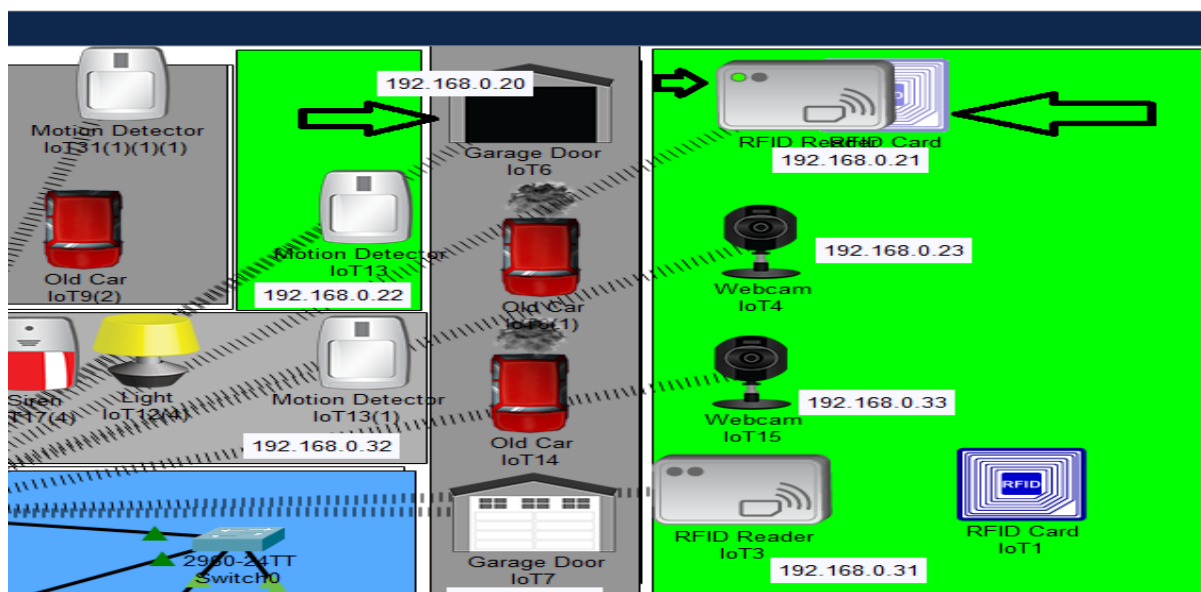 192.168.0.20
Motion Detector
IoT31(1)(1)(1)
Garage Door
IoT6
RFID Card
192.168.0.21
Motion Detector
IoT13
192.168.0.22
Old Car
IoT9(2)
192.168.0.23
Webcam
IoT4
Old Car
Siren
Light
IoT12(4)
Motion Detector
IoT13(1)
192.168.0.32
Old Car
IoT14
192.168.0.33
Webcam
IoT15
RFID
RFID Reader
IoT3
192.168.0.31
RFID Card
IoT1
2960-24TT
Switch0
Garage Door
IoT7